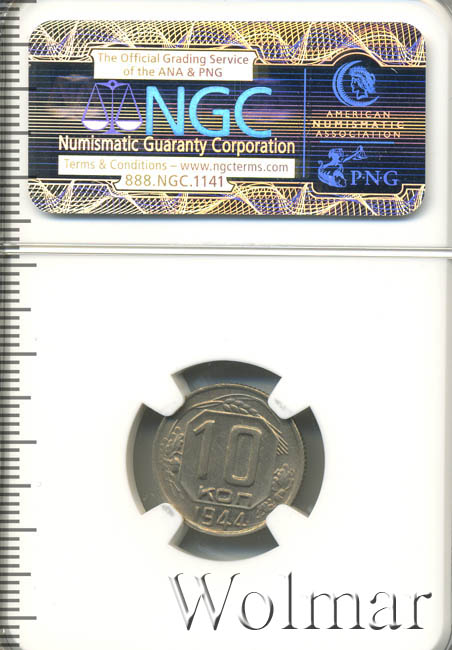 The Official Grading Service
of the ANA & PNG
NGC
Numismatic Guaranty Corporation
Terms & Conditions – www.ngcterms.com
888.NGC.1141
AMERICAN
NUMISMATIC
ASSOCIATION
PNG
10
КОП
1944
Wolmar